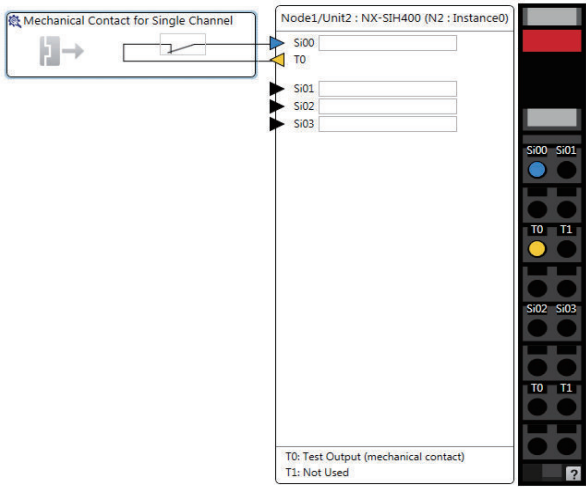 Mechanical Contact for Single Channel
Node1/Unit2 : NX-SIH400 (N2 : Instance0)
Si00
T0
Si01
Si02
Si03
T0: Test Output (mechanical contact)
T1: Not Used
Si00 Si01
T0 T1
Si02 Si03
T0 T1
?